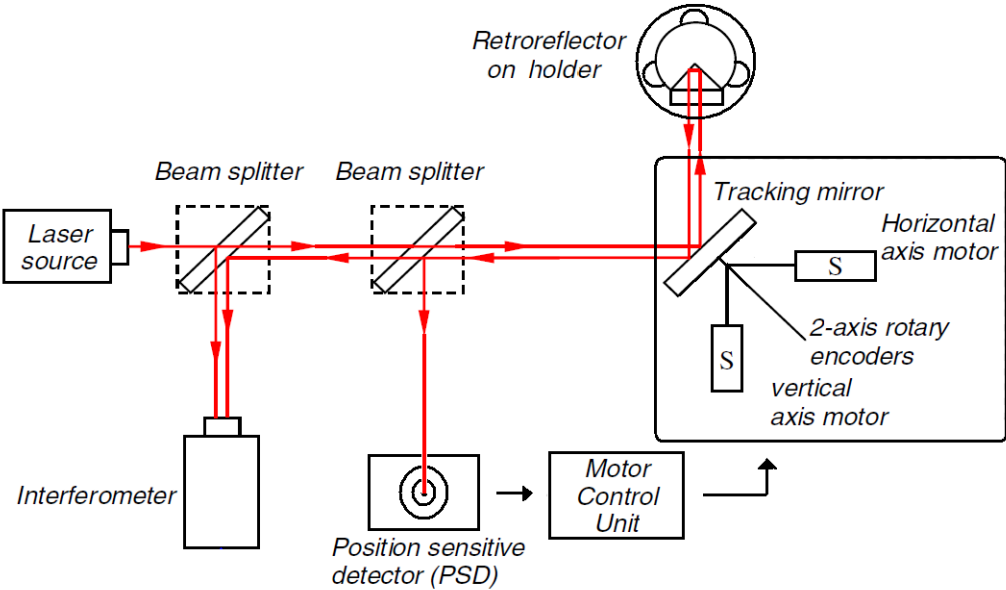 Retroreflector
on holder
Beam splitter
Beam splitter
Tracking mirror
Laser
source
Horizontal
axis motor
S
2-axis rotary
encoders
S
vertical
axis motor
Interferometer
Motor
Control
Unit
Position sensitive
detector (PSD)